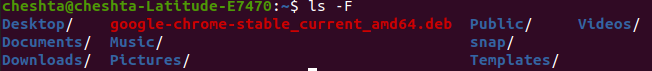 cheshta@cheshta-Latitude-E7470:~$ ls -F
Desktop/ google-chrome-stable_current_amd64.deb Public/ Videos/
Documents/ Music/ snap/
Downloads/ Pictures/ Templates/